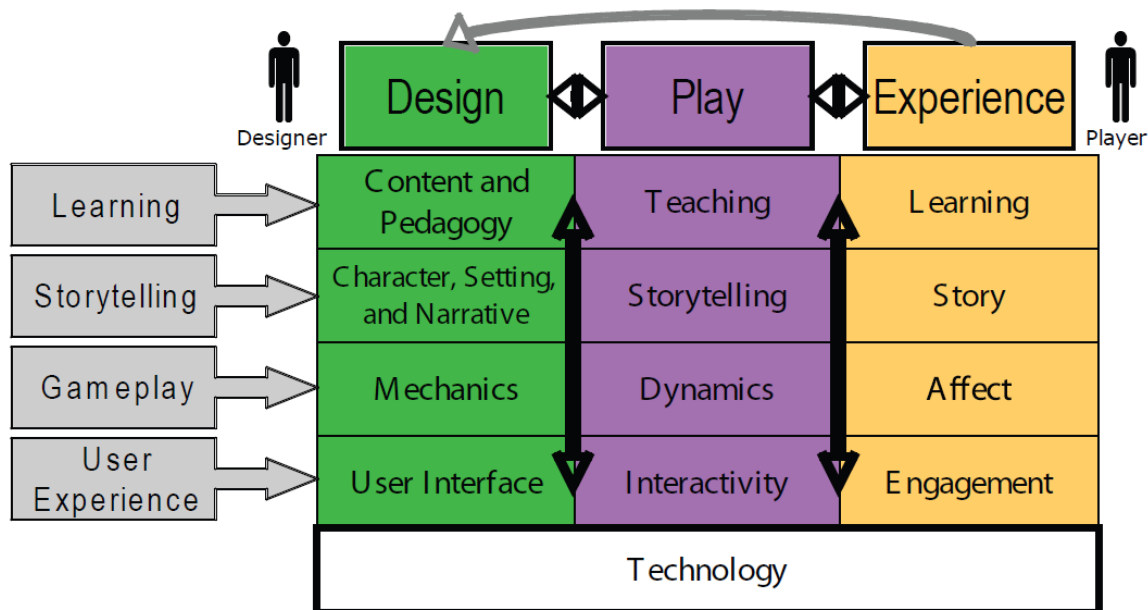 Design
Play
Experience
Designer
Player
Learning
Content and
Pedagogy
Teaching
Learning
Storytelling
Character, Setting,
and Narrative
Storytelling
Story
Gameplay
Mechanics
Dynamics
Affect
User
Experience
User Interface
Interactivity
Engagement
Technology